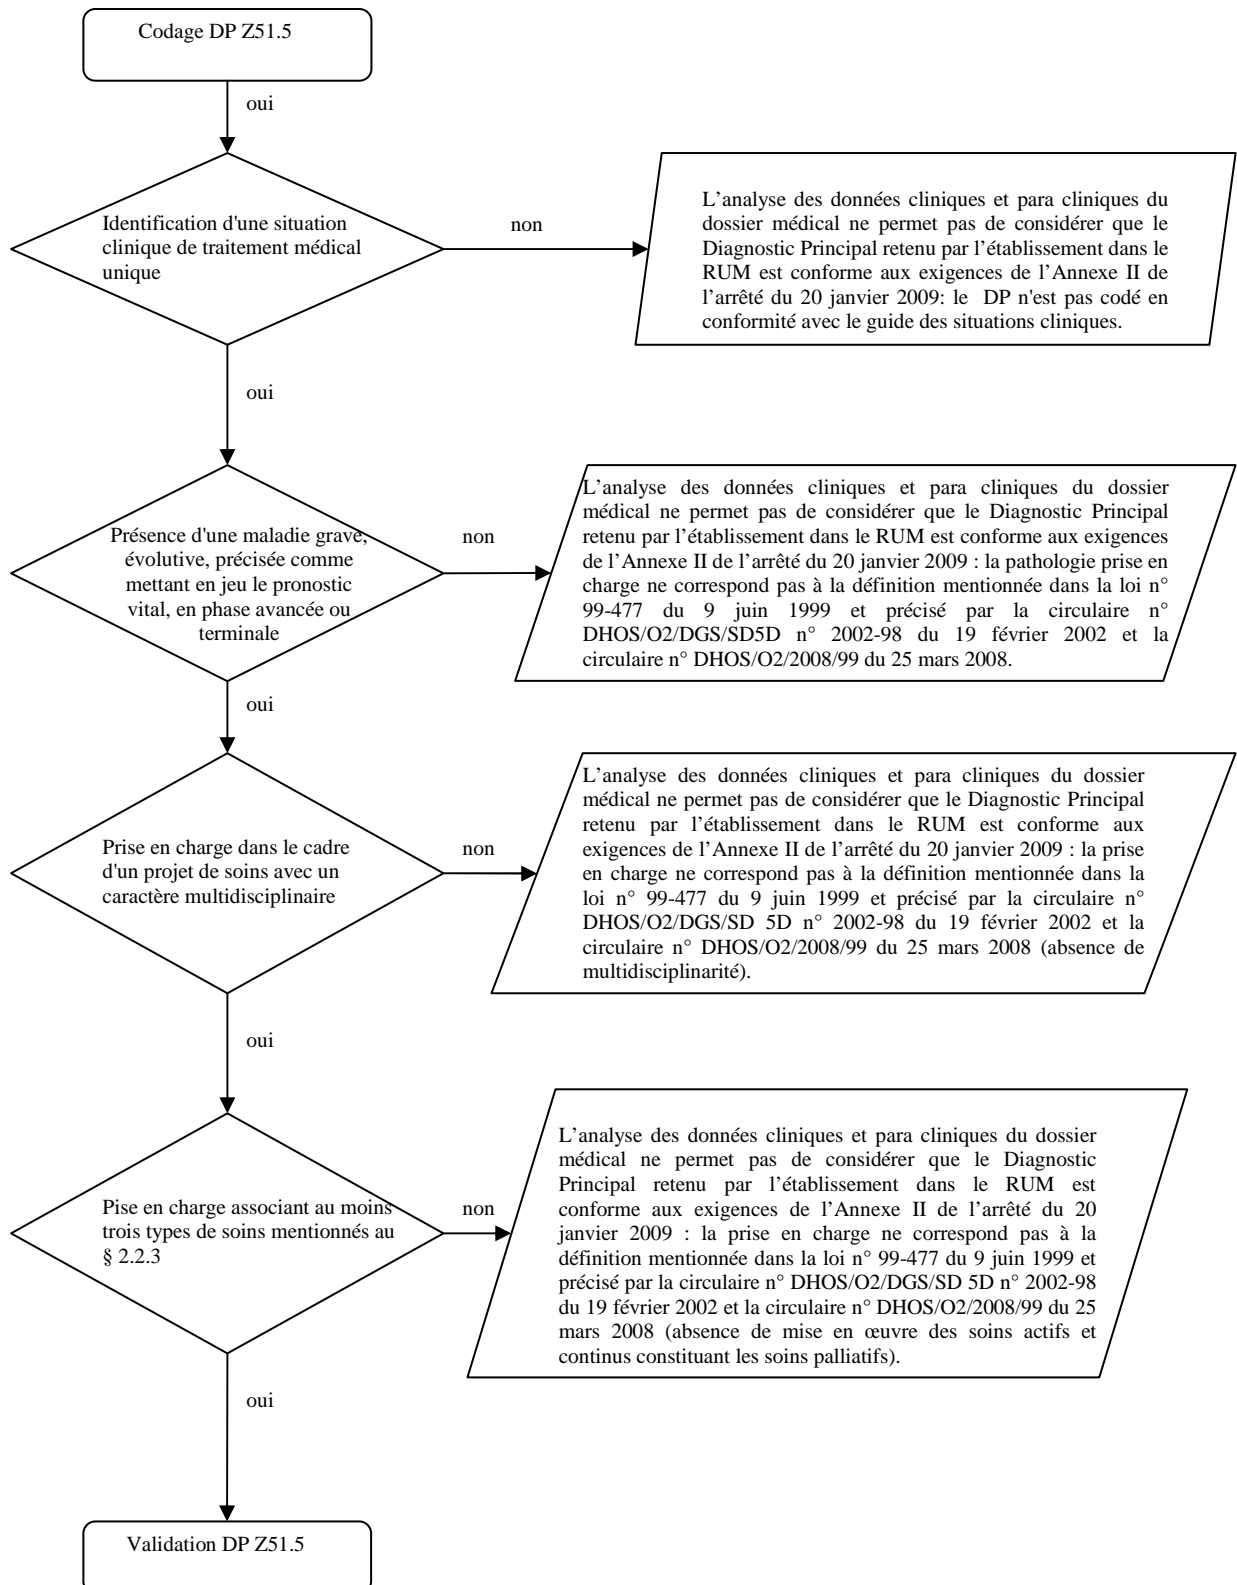 Codage DP Z51.5
oui
Identification d'une situation
clinique de traitement médical
unique
non
L’analyse des données cliniques et para cliniques du
dossier médical ne permet pas de considérer que le
Diagnostic Principal retenu par l’établissement dans le
RUM est conforme aux exigences de l’Annexe II de
l’arrêté du 20 janvier 2009: le DP n'est pas codé en
conformité avec le guide des situations cliniques.
oui
Présence d'une maladie grave,
évolutive, précisée comme
mettant en jeu le pronostic
vital, en phase avancée ou
terminale
non
L’analyse des données cliniques et para cliniques du dossier
médical ne permet pas de considérer que le Diagnostic Principal
retenu par l’établissement dans le RUM est conforme aux exigences
de l’Annexe II de l’arrêté du 20 janvier 2009 : la pathologie prise en
charge ne correspond pas à la définition mentionnée dans la loi n°
99-477 du 9 juin 1999 et précisé par la circulaire n°
DHOS/O2/DGS/SD5D n° 2002-98 du 19 février 2002 et la
circulaire n° DHOS/O2/2008/99 du 25 mars 2008.
oui
Prise en charge dans le cadre
d'un projet de soins avec un
caractère multidisciplinaire
non
L’analyse des données cliniques et para cliniques du dossier
médical ne permet pas de considérer que le Diagnostic Principal
retenu par l’établissement dans le RUM est conforme aux
exigences de l’Annexe II de l’arrêté du 20 janvier 2009 : la prise
en charge ne correspond pas à la définition mentionnée dans la
loi n° 99-477 du 9 juin 1999 et précisé par la circulaire n°
DHOS/O2/DGS/SD 5D n° 2002-98 du 19 février 2002 et la
circulaire n° DHOS/O2/2008/99 du 25 mars 2008 (absence de
multidisciplinarité).
oui
Pise en charge associant au moins
trois types de soins mentionnés au
§ 2.2.3
non
L’analyse des données cliniques et para cliniques du dossier
médical ne permet pas de considérer que le Diagnostic
Principal retenu par l’établissement dans le RUM est
conforme aux exigences de l’Annexe II de l’arrêté du 20
janvier 2009 : la prise en charge ne correspond pas à la
définition mentionnée dans la loi n° 99-477 du 9 juin 1999 et
précisé par la circulaire n° DHOS/O2/DGS/SD 5D n° 2002-98
du 19 février 2002 et la circulaire n° DHOS/O2/2008/99 du 25
mars 2008 (absence de mise en œuvre des soins actifs et
continus constituant les soins palliatifs).
oui
Validation DP Z51.5